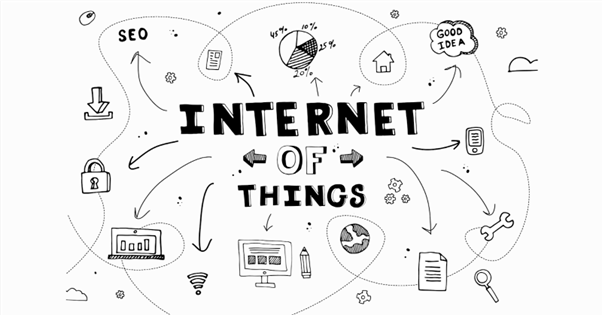 SEO
45%
10%
25%
20%
GOOD
IDEA
INTERNET
OF
THINGS